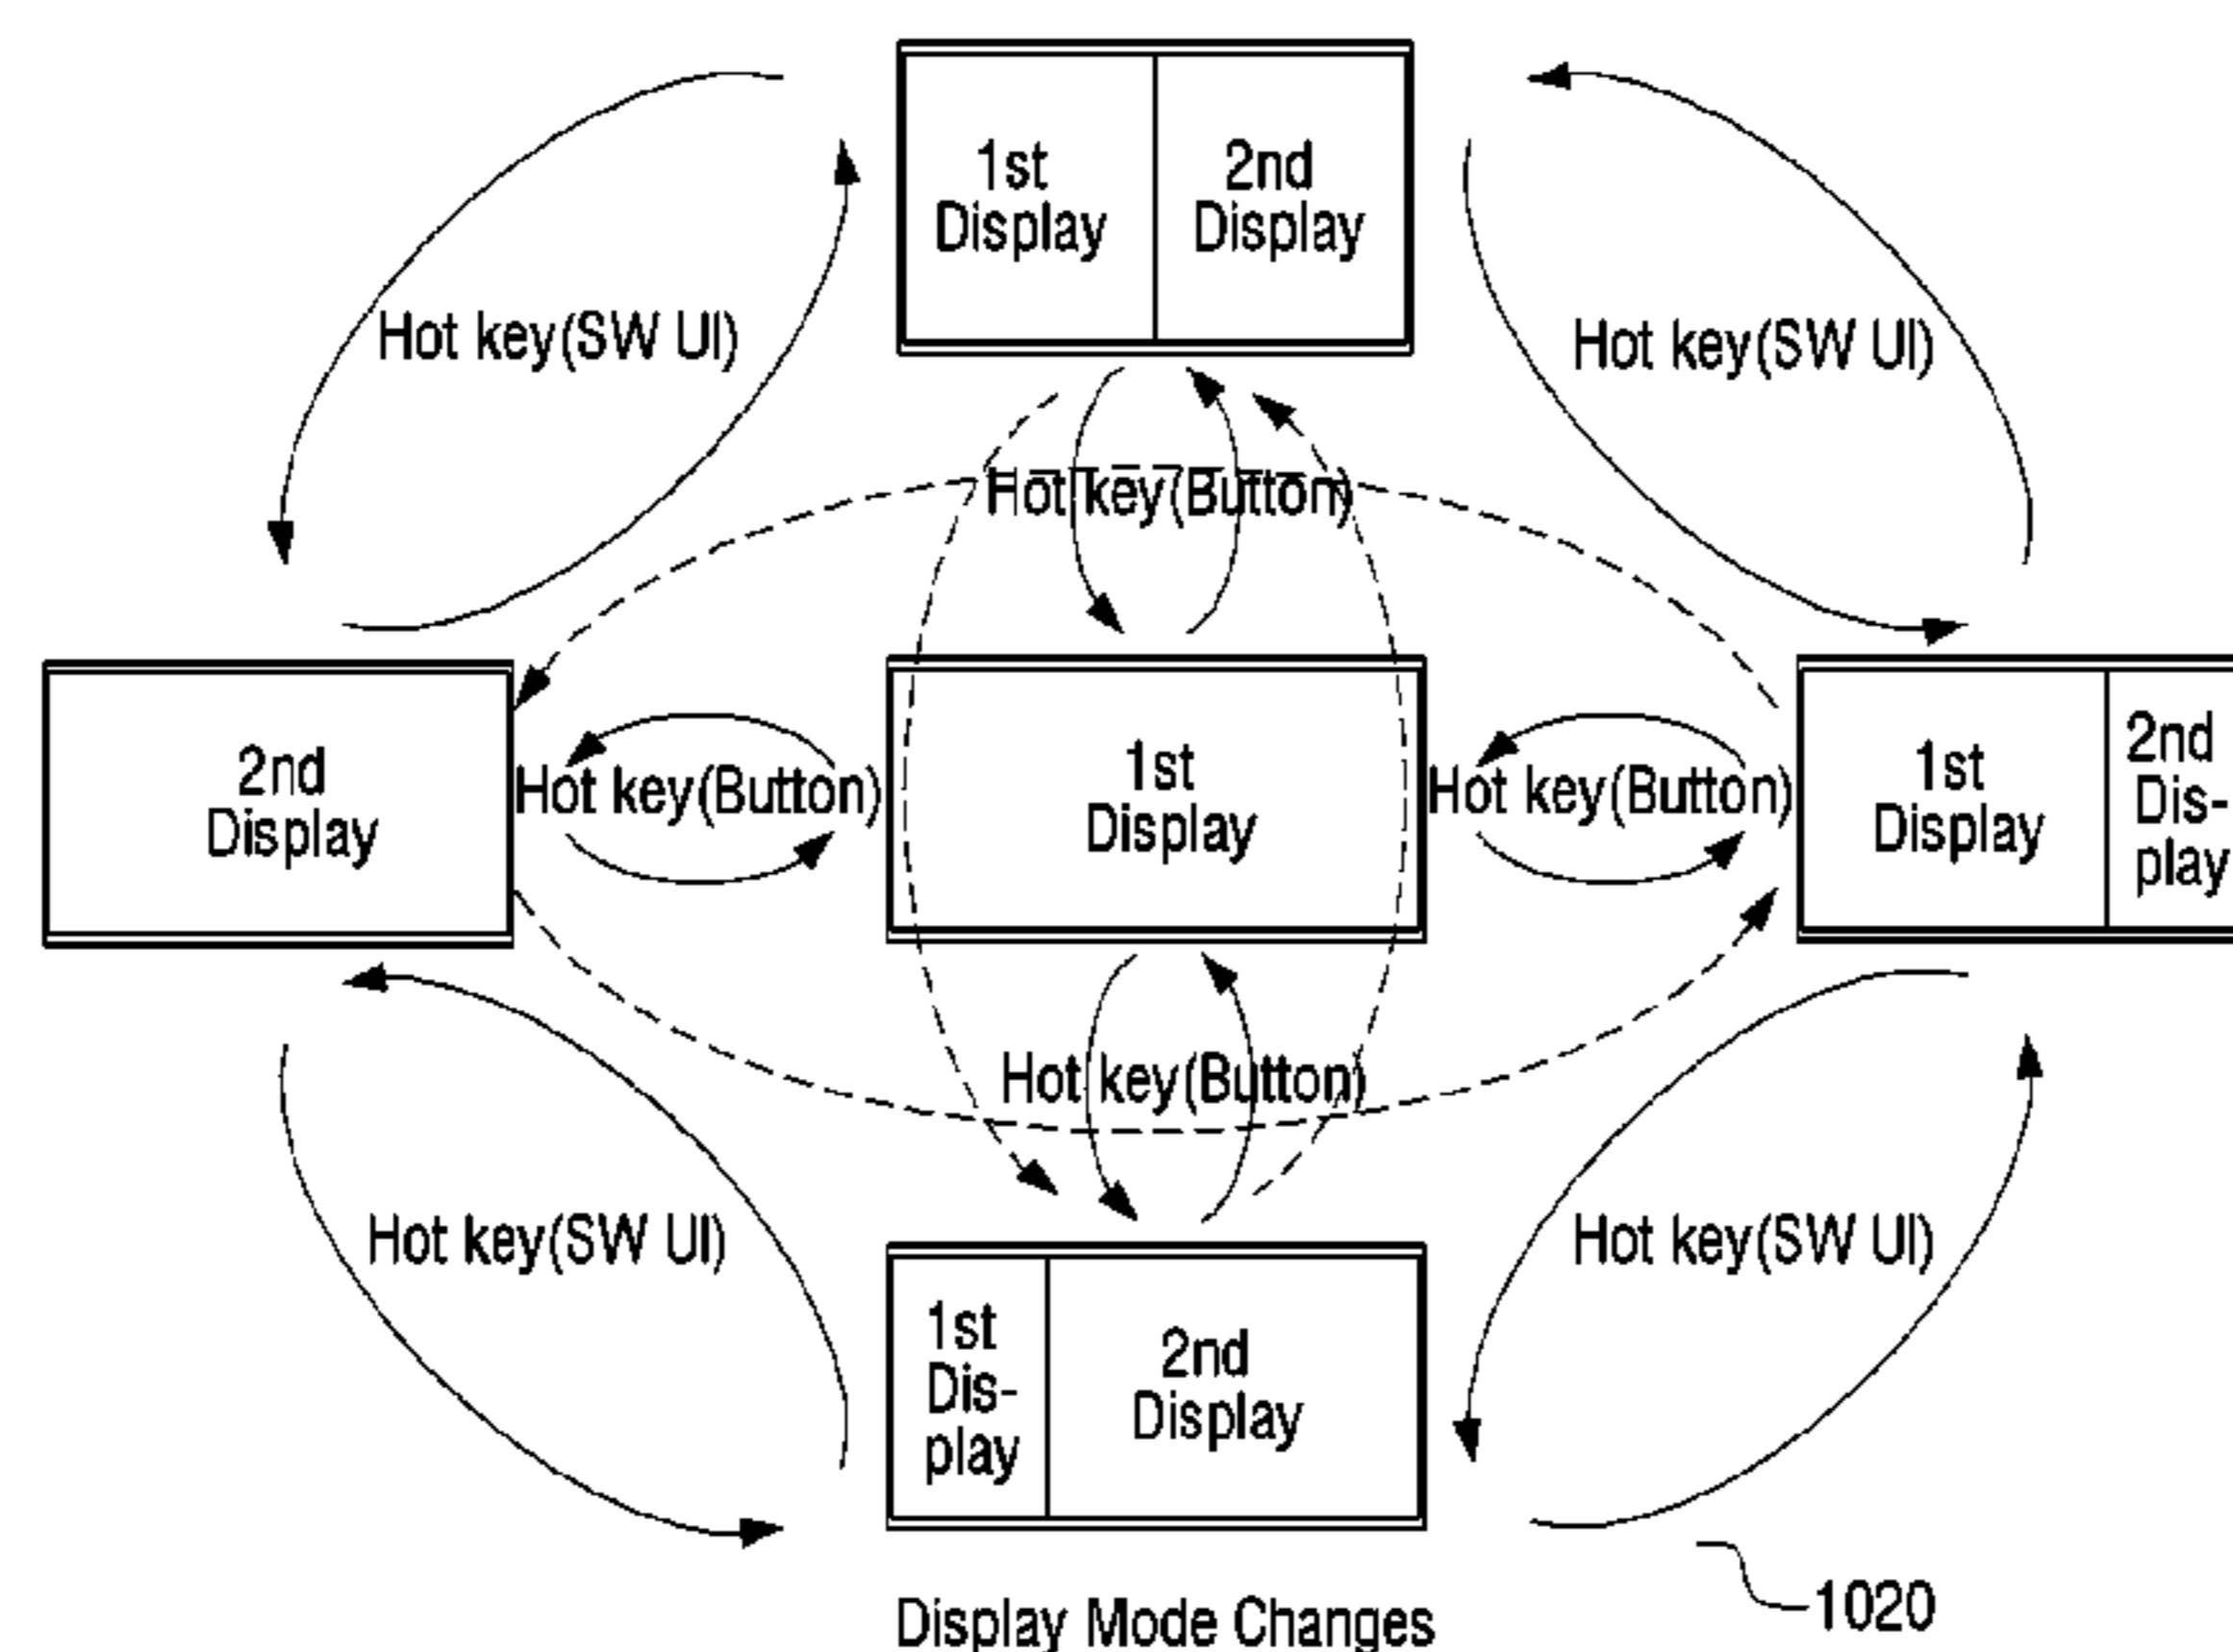 1st
Display
2nd
Display
Hot key(SW UI)
Hot key(SW UI)
Hot key(Button)
2nd
Display
Hot key(Button)
1st
Display
Hot key(Button)
1st
Display
2nd
Dis-
play
Hot key(Button)
Hot key(SW UI)
Hot key(SW UI)
1st
Dis-
play
2nd
Display
1020
Display Mode Changes